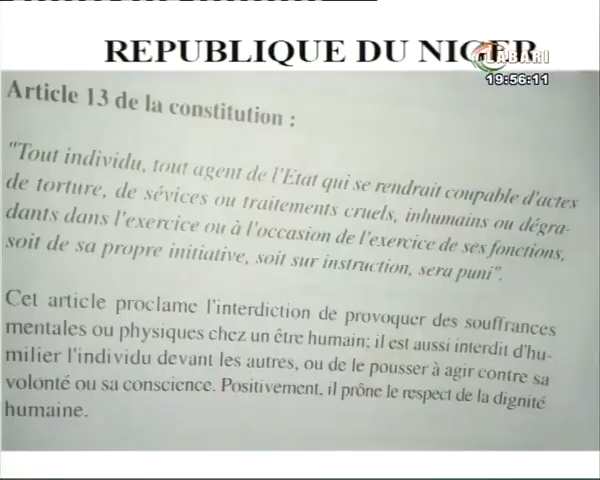 REPUBLIQUE DU NIGER
LABARI
19:56:11
Article 13 de la constitution :
"Tout individu, tout agent de l'Etat qui se rendrait coupable d'actes
de torture, de sévices ou traitements cruels, inhumains ou dégra-
dants dans l'exercice ou à l'occasion de l'exercice de ses fonctions,
soit de sa propre initiative, soit sur instruction, sera puni".
Cet article proclame l'interdiction de provoquer des souffrances
mentales ou physiques chez un être humain; il est aussi interdit d'hu-
milier l'individu devant les autres, ou de le pousser à agir contre sa
volonté ou sa conscience. Positivement, il prône le respect de la dignité
humaine.